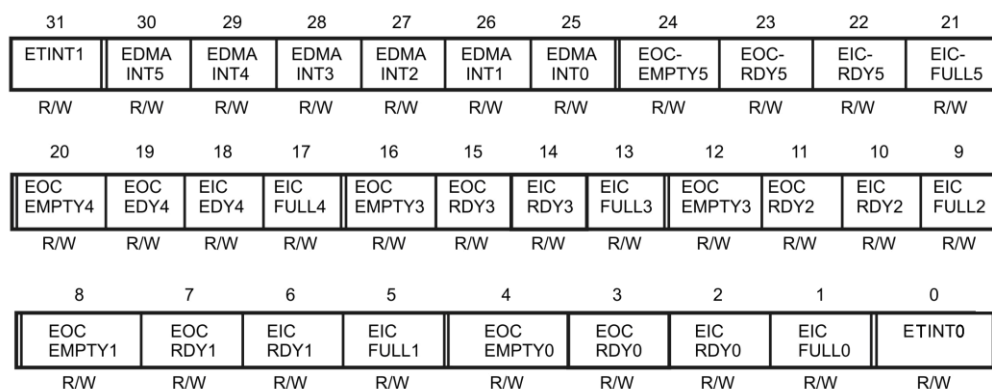 31 30 29 28 27 26 25 24 23 22 21
ETINT1 EDMA EDMA EDMA EDMA EDMA EDMA EOC- EOC- EIC- EIC-
INT5 INT4 INT3 INT2 INT1 INT0 EMPTY5 RDY5 RDY5 FULL5
R/W R/W R/W R/W R/W R/W R/W R/W R/W R/W R/W
20 19 18 17 16 15 14 13 12 11 10 9
EOC EOC EIC EIC EOC EOC EIC EIC EOC EOC EIC EIC
EMPTY4 EDY4 EDY4 FULL4 EMPTY3 RDY3 RDY3 FULL3 EMPTY3 RDY2 RDY2 FULL2
R/W R/W R/W R/W R/W R/W R/W R/W R/W R/W R/W R/W
8 7 6 5 4 3 2 1 0
EOC EOC EIC EIC EOC EOC EIC EIC ETINT0
EMPTY1 RDY1 RDY1 FULL1 EMPTY0 RDY0 RDY0 FULL0
R/W R/W R/W R/W R/W R/W R/W R/W R/W